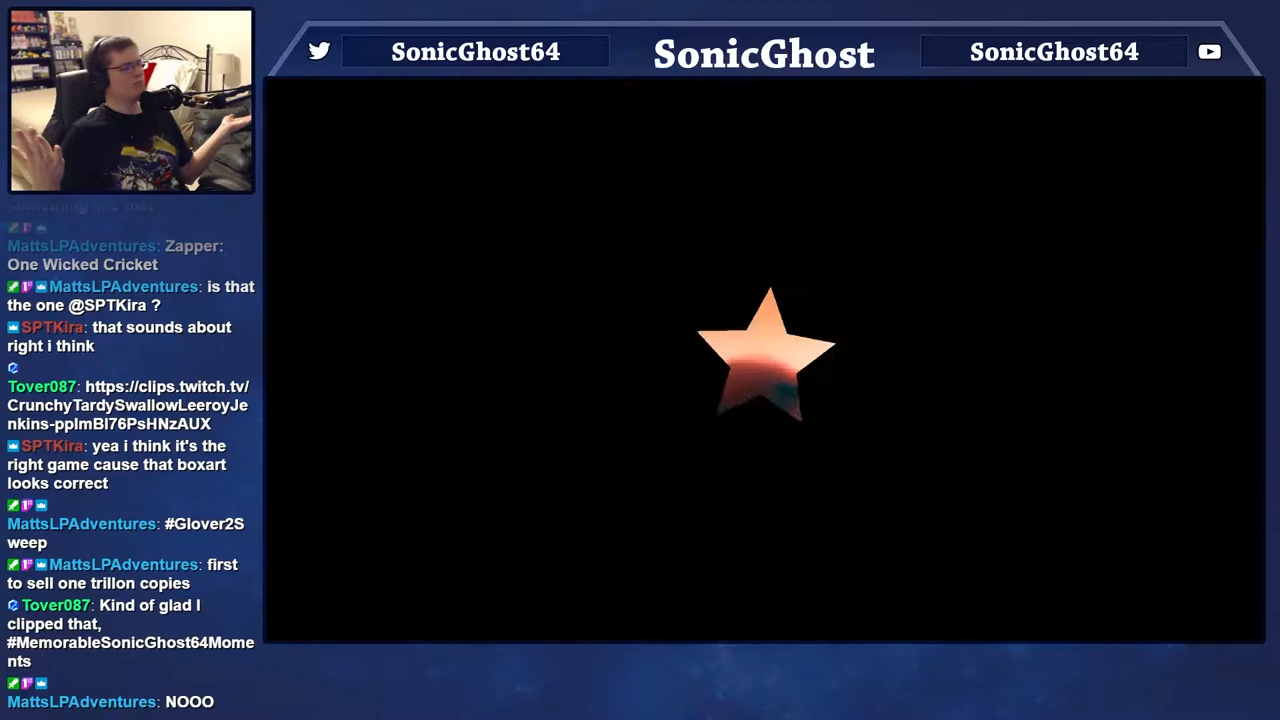 SonicGhost64
SonicGhost
SonicGhost64
MattsLPAdventures: Zapper:
One Wicked Cricket
MattsLPAdventures: is that
the one @SPTKira ?
SPTKira: that sounds about
right i think
Tover087: https://clips.twitch.tv/
CrunchyTardySwallowLeeroyJe
SPTKira: yea i think it's the
right game cause that boxart
looks correct
MattsLPAdventures: #Glover2S
weep
MattsLPAdventures: first
to sell one trillon copies
Tover087: Kind of glad I
clipped that,
#MemorableSonicGhost64Mome
nts
MattsLPAdventures: NOOO